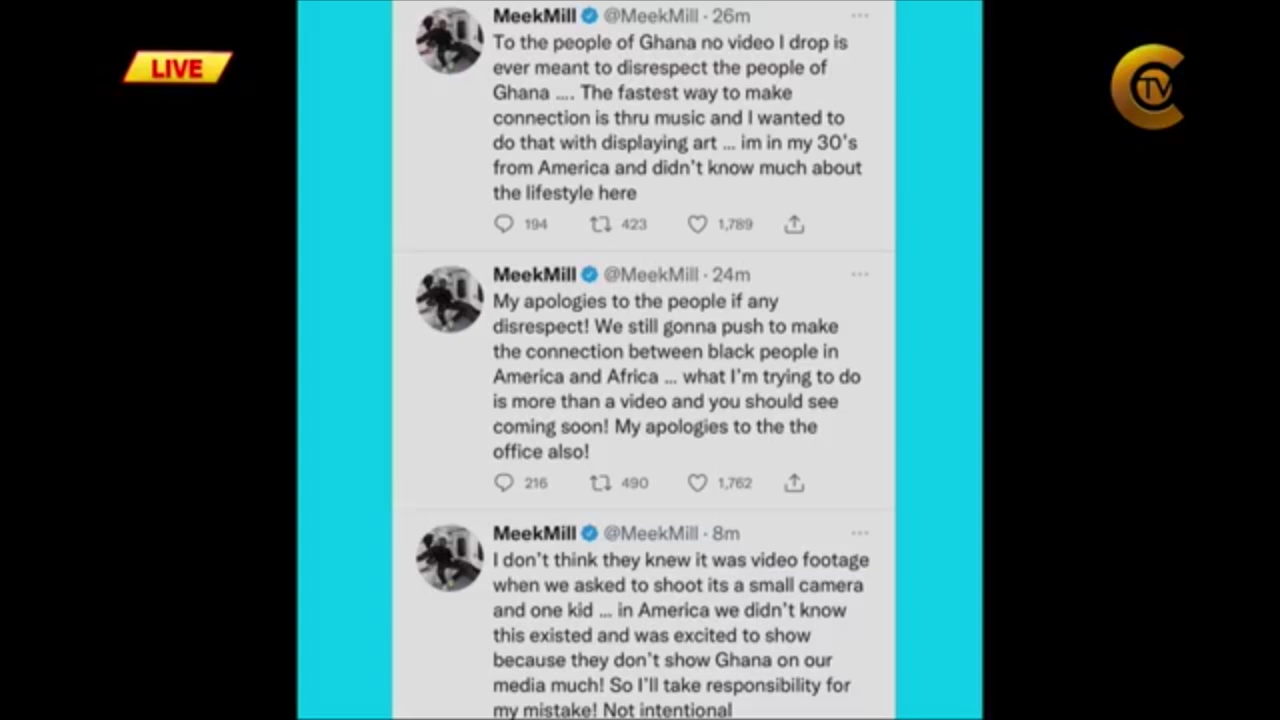 LIVE
CTV
MeekMill @MeekMill · 26m
To the people of Ghana no video I drop is
ever meant to disrespect the people of
Ghana .... The fastest way to make
connection is thru music and I wanted to
do that with displaying art ... im in my 30's
from America and didn't know much about
the lifestyle here
194 423 1,789
MeekMill @MeekMill · 24m
My apologies to the people if any
disrespect! We still gonna push to make
the connection between black people in
America and Africa ... what I'm trying to do
is more than a video and you should see
coming soon! My apologies to the the
office also!
216 490 1,762
MeekMill @MeekMill · 8m
I don't think they knew it was video footage
when we asked to shoot its a small camera
and one kid ... in America we didn't know
this existed and was excited to show
because they don't show Ghana on our
media much! So I'll take responsibility for
my mistake! Not intentional